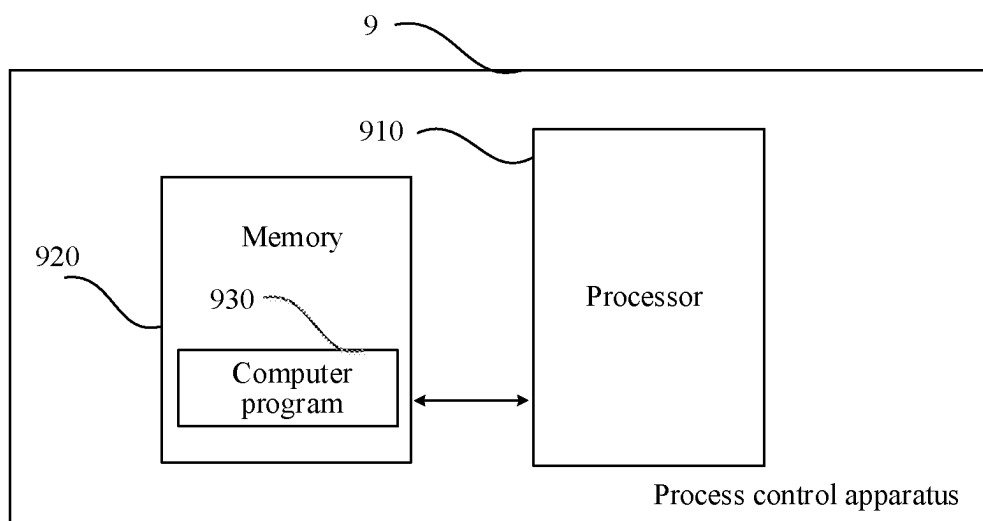 9
910
Memory
920
930
Processor
Computer
program
Process control apparatus